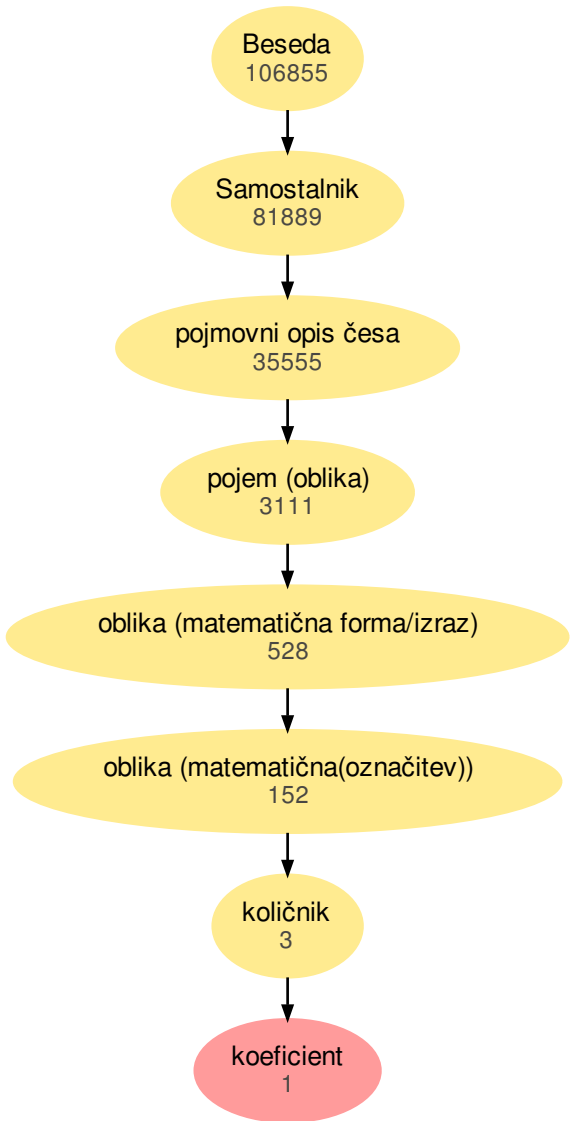 Beseda
106855
Samostalnik
81889
pojmovni opis česa
35555
pojem (oblika)
3111
oblika (matematična forma/izraz)
528
oblika (matematična(označitev))
152
količnik
3
koeficient
1